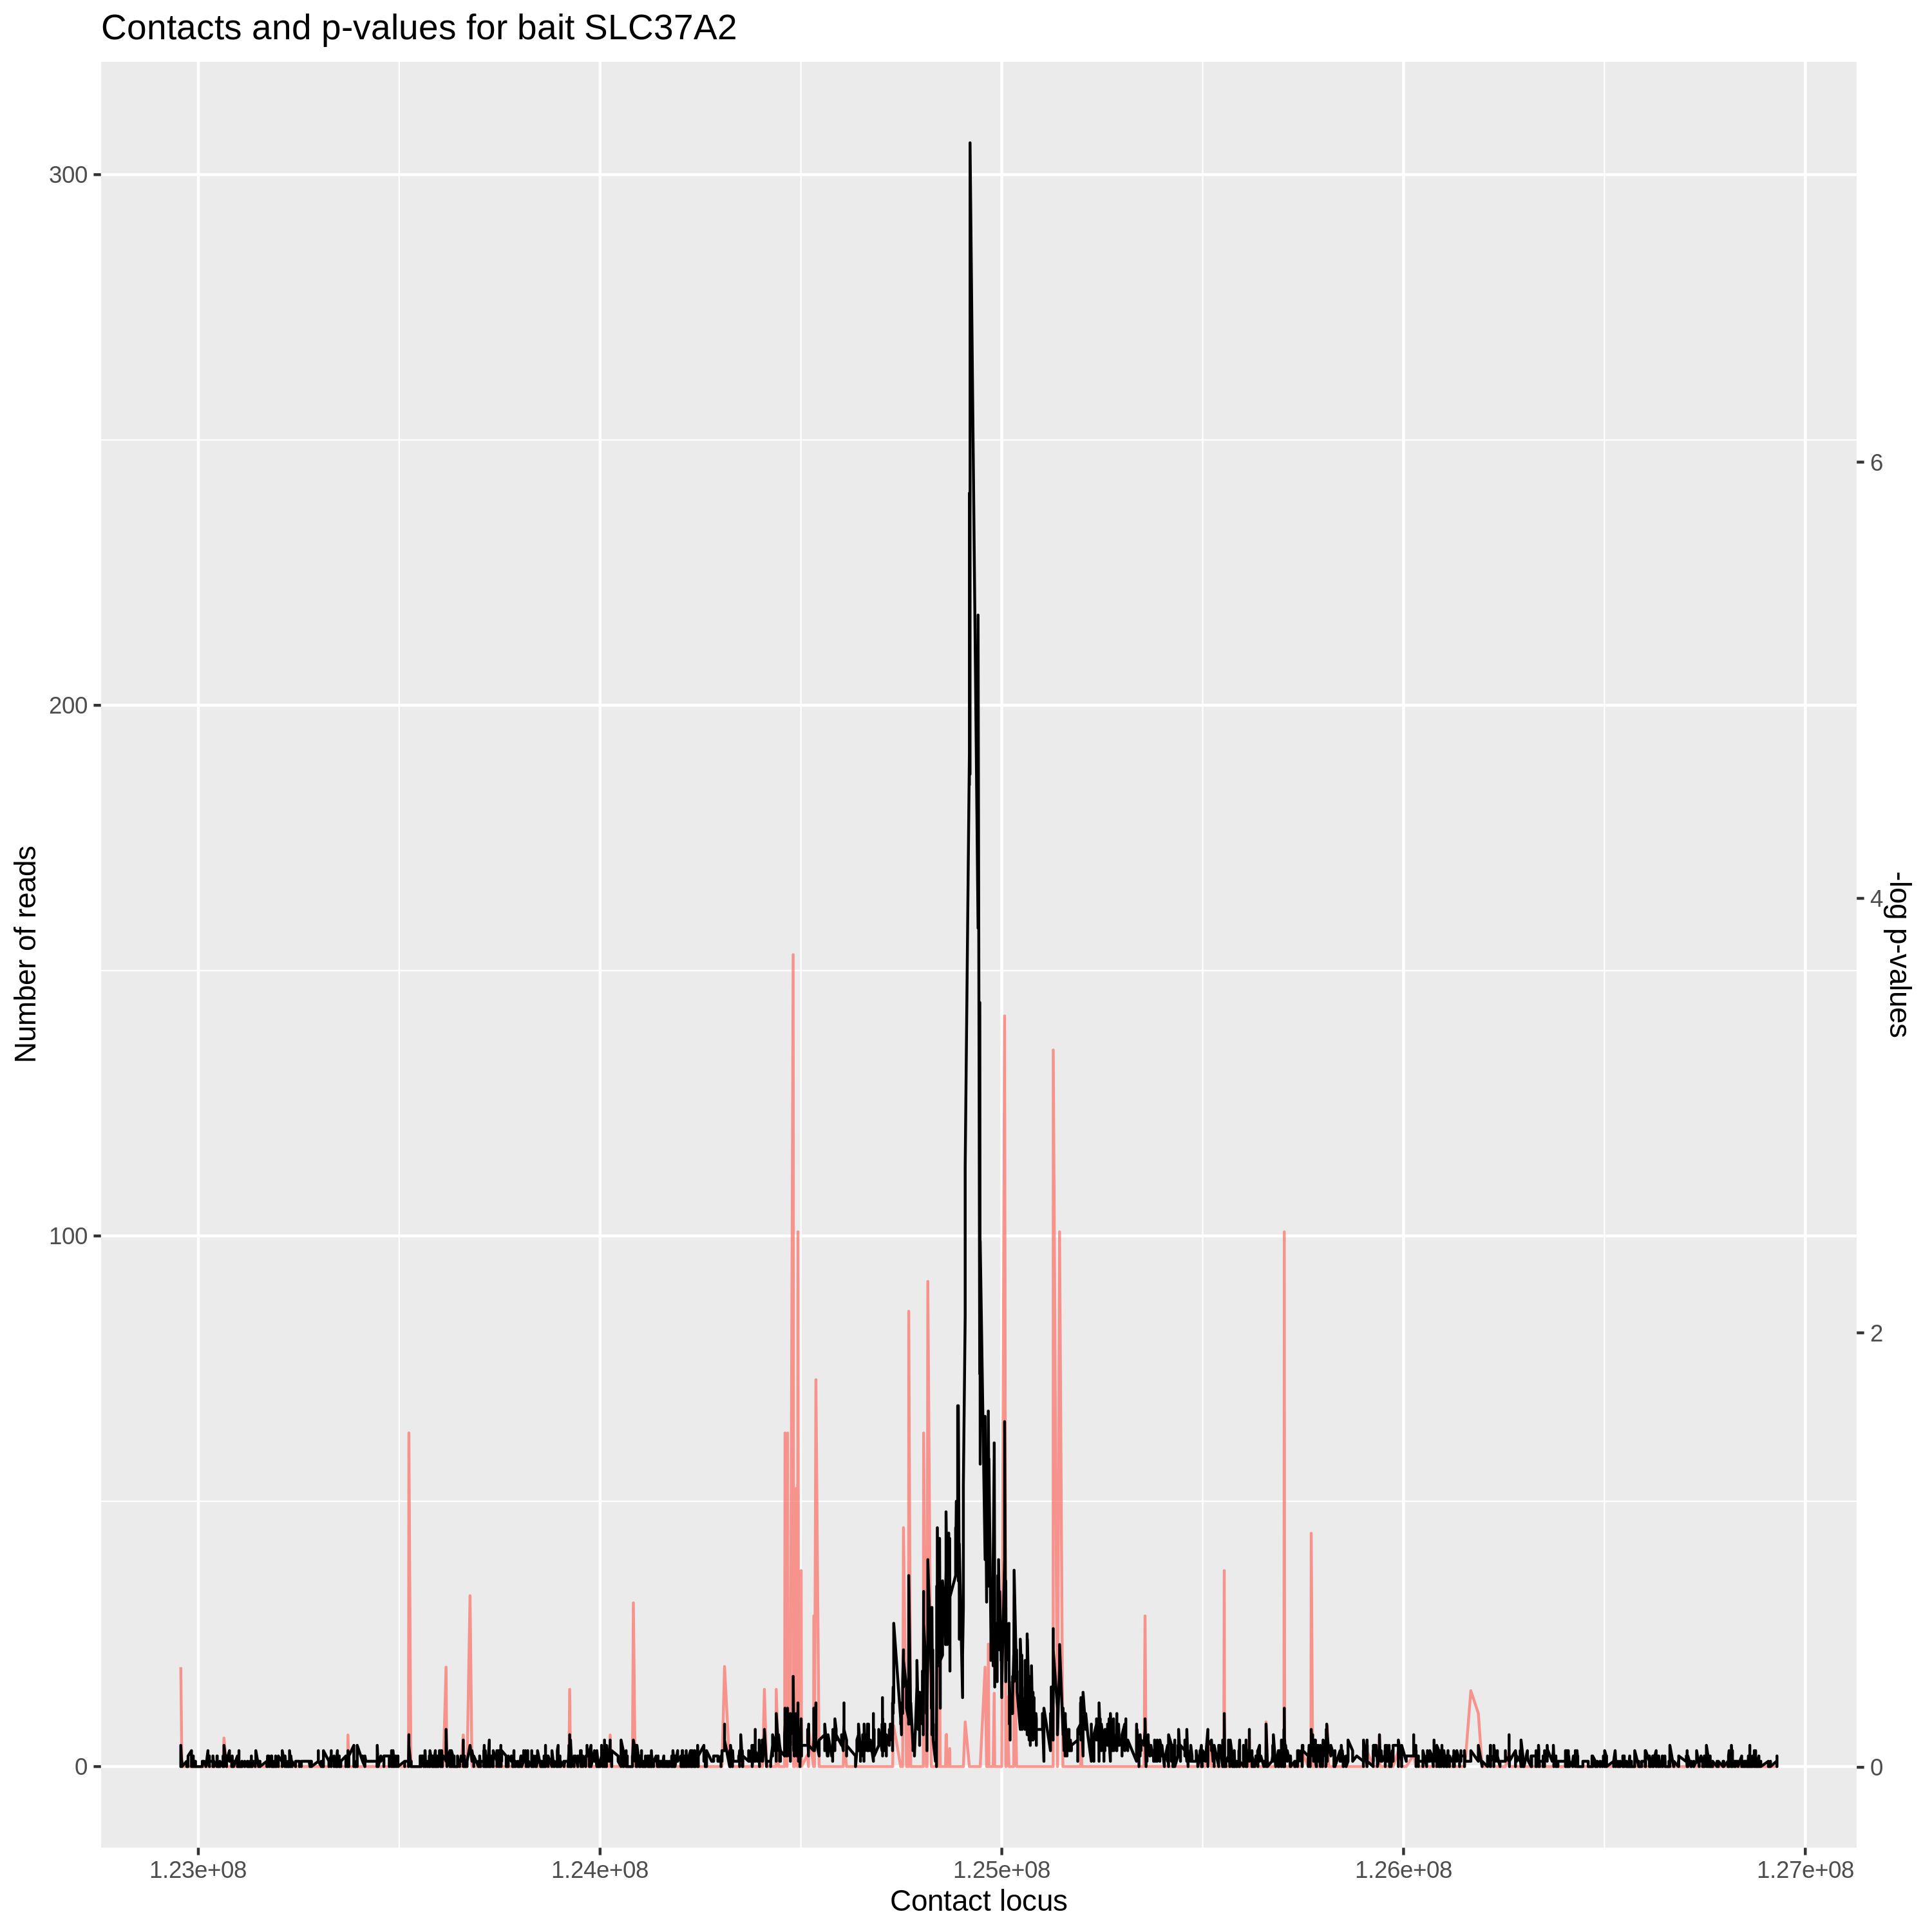 Contacts and p-values for bait SLC37A2
300
200
100
0
Number of reads
6
4
2
0
-log p-values
1.23e+08
1.24e+08
1.25e+08
1.26e+08
1.27e+08
Contact locus